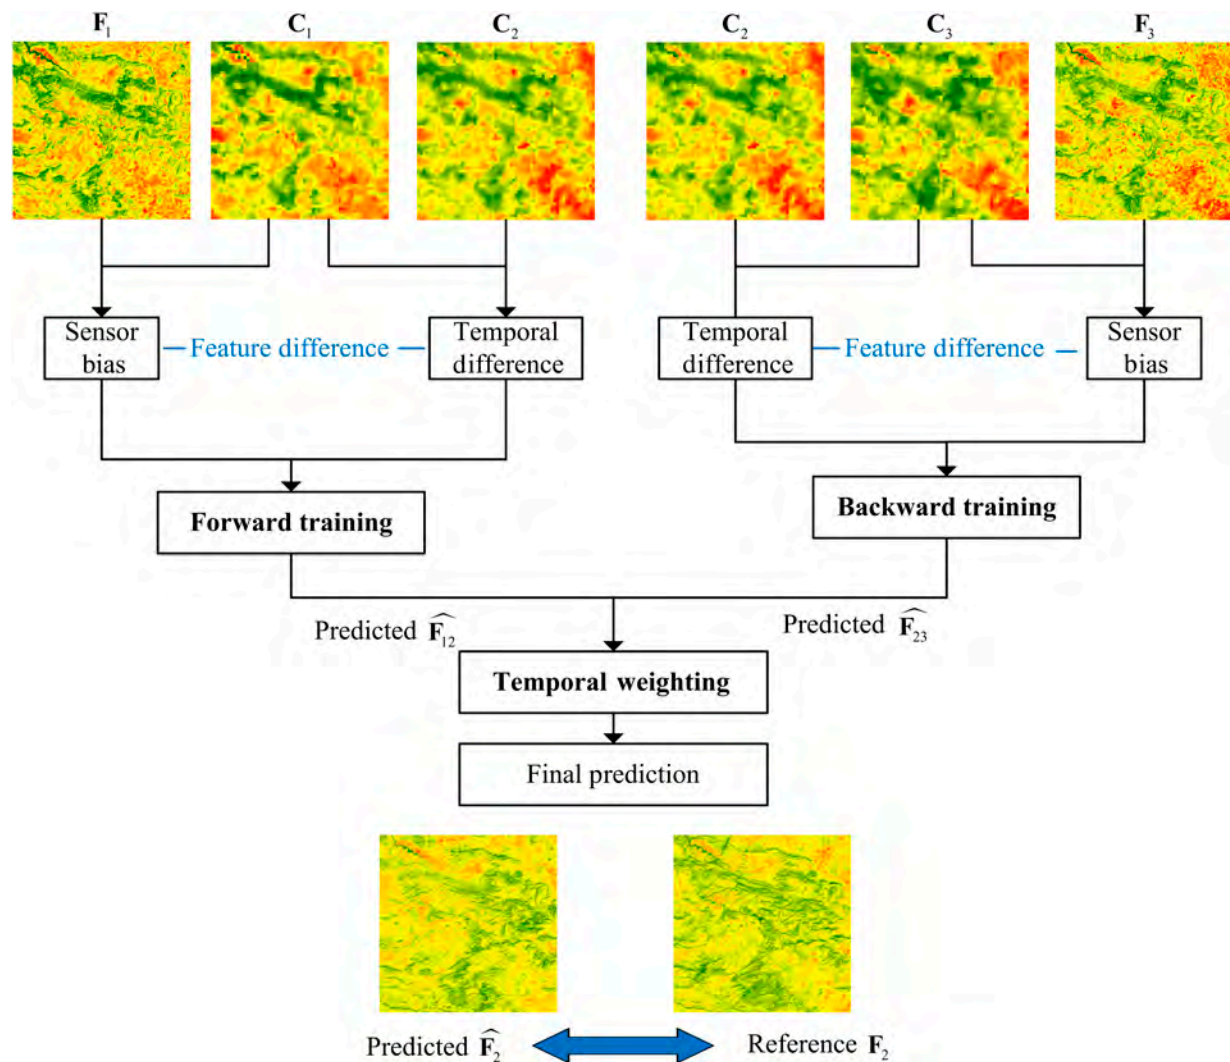 F₁ C₁ C₂ C₂ C₃ F₃
Sensor bias
Feature difference
Temporal difference
Temporal difference
Feature difference
Sensor bias
Forward training
Backward training
Predicted F̂₁₂
Predicted F̂₂₃
Temporal weighting
Final prediction
Predicted F̂₂
Reference F₂